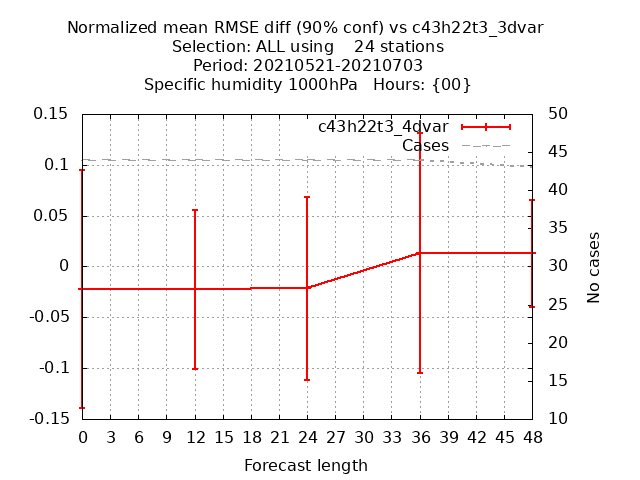 Normalized mean RMSE diff (90% conf) vs c43h22t3_3dvar
Selection: ALL using    24 stations
Period: 20210521-20210703
Specific humidity 1000hPa   Hours: {00}
0.15 50
c43h22t3_4dvar
Cases
0.1 45
40
0.05 35
0 30
No cases
-0.05 25
20
-0.1 15
-0.15 10
0 3 6 9 12 15 18 21 24 27 30 33 36 39 42 45 48
Forecast length